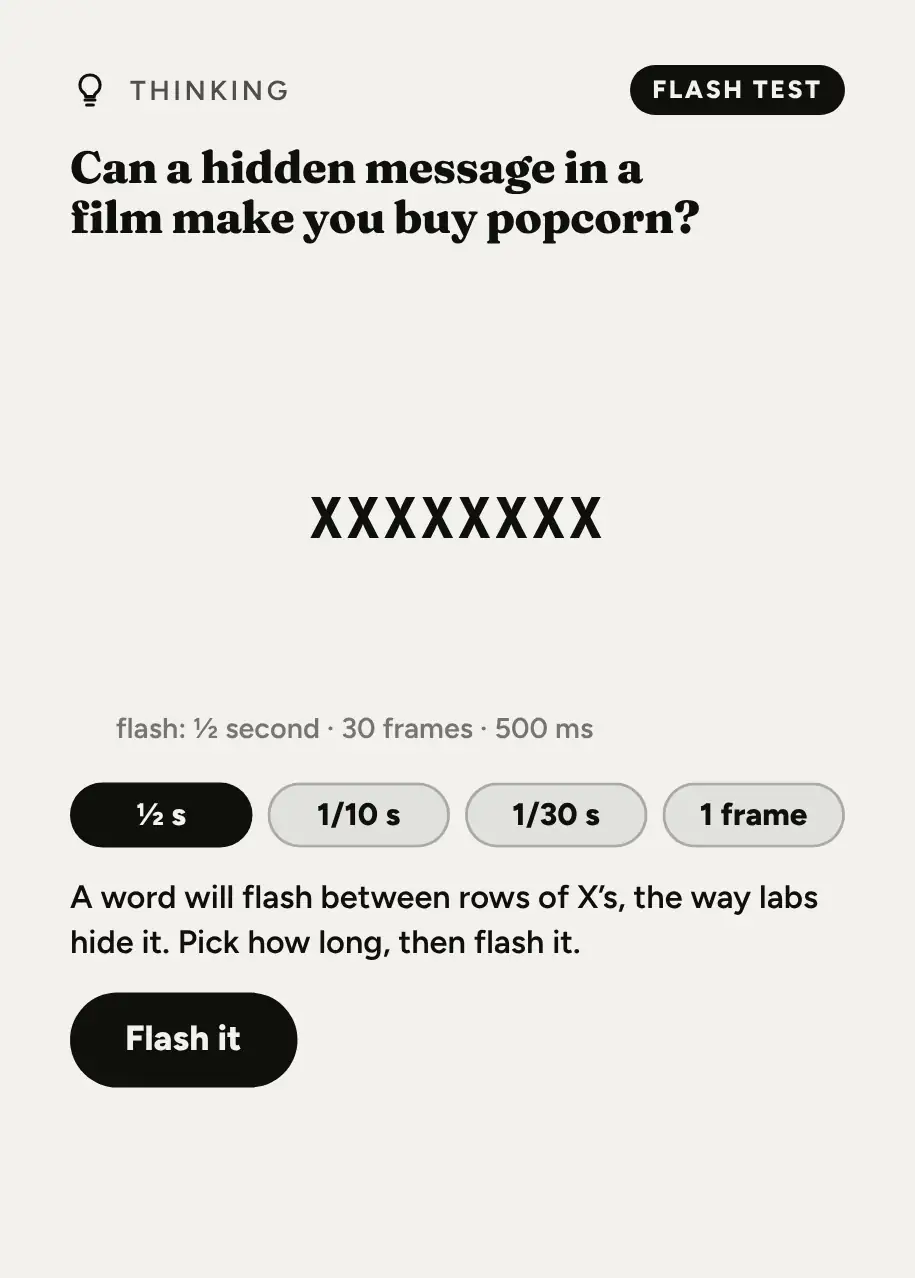 THINKING
FLASH TEST
Can a hidden message in a
film make you buy popcorn?
XXXXXXXX
flash: ½ second · 30 frames · 500 ms
½ s
1/10 s
1/30 s
1 frame
A word will flash between rows of X’s, the way labs
hide it. Pick how long, then flash it.
Flash it